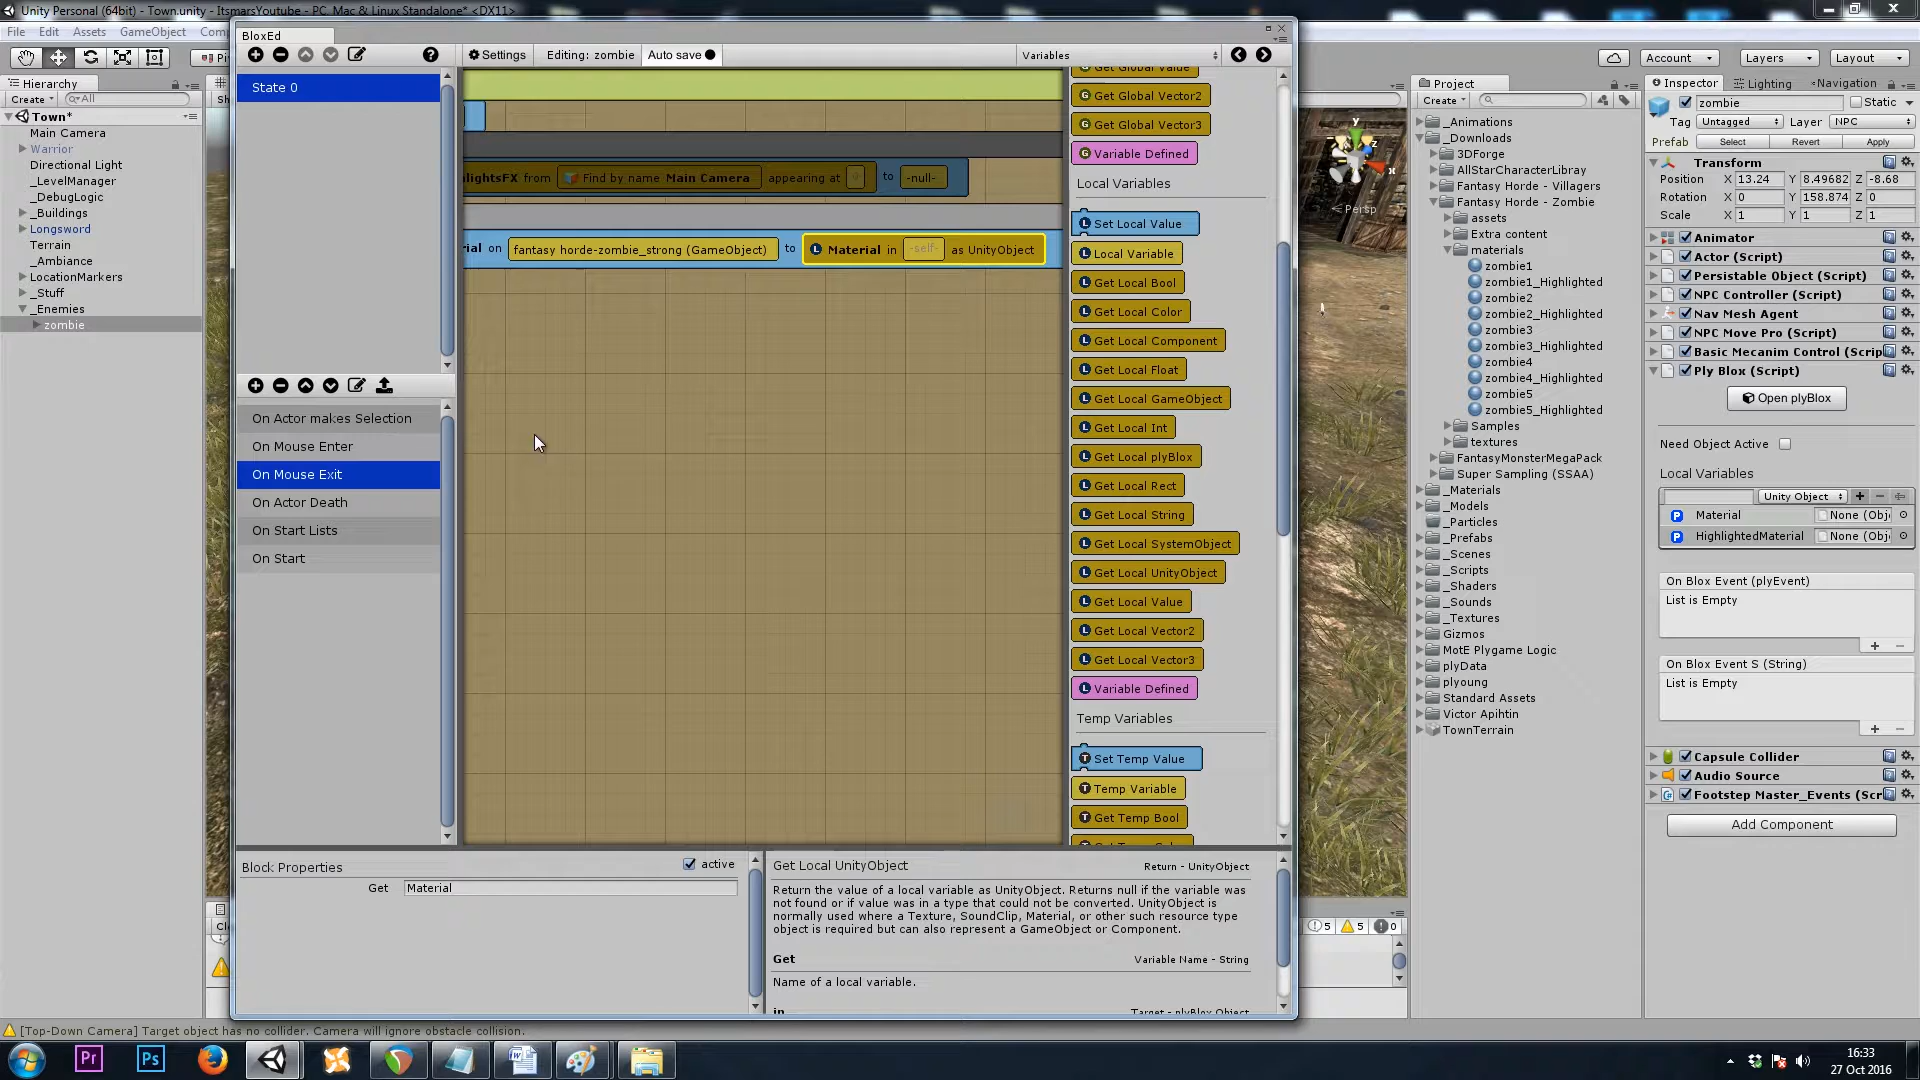 Unity Personal (64bit) - Town.unity - ItsmarsYoutube - PC, Mac & Linux Standalone* <DX11>
File Edit Assets GameObject
BloxEd
Settings Editing: zombie Auto save Variables
Account Layers Layout
Hierarchy
Create All
Town*
Main Camera
Warrior
Directional Light
_LevelManager
_DebugLogic
_Buildings
Longsword
Terrain
_Ambiance
LocationMarkers
_Stuff
_Enemies
zombie
State 0
On Actor makes Selection
On Mouse Enter
On Mouse Exit
On Actor Death
On Start Lists
On Start
from Find by name Main Camera appearing at to -null-
on fantasy horde-zombie_strong (GameObject) to Material in -self- as UnityObject
Get Global Value
Get Global Vector2
Get Global Vector3
Variable Defined
Local Variables
Set Local Value
Local Variable
Get Local Bool
Get Local Color
Get Local Component
Get Local Float
Get Local GameObject
Get Local Int
Get Local plyBlox
Get Local Rect
Get Local String
Get Local SystemObject
Get Local UnityObject
Get Local Value
Get Local Vector2
Get Local Vector3
Variable Defined
Temp Variables
Set Temp Value
Temp Variable
Get Temp Bool
Block Properties active
Get Material
Get Local UnityObject Return - UnityObject
Return the value of a local variable as UnityObject. Returns null if the variable was
not found or if value was in a type that could not be converted. UnityObject is
normally used where a Texture, SoundClip, Material, or other such resource type
object is required but can also represent a GameObject or Component.
Get Variable Name - String
Name of a local variable.
in Target - plyBlox Object
y
z
x
Persp
5 5 0
Project
Create
_Animations
_Downloads
3DForge
AllStarCharacterLibray
Fantasy Horde - Villagers
Fantasy Horde - Zombie
assets
Extra content
materials
zombie1
zombie1_Highlighted
zombie2
zombie2_Highlighted
zombie3
zombie3_Highlighted
zombie4
zombie4_Highlighted
zombie5
zombie5_Highlighted
Samples
textures
FantasyMonsterMegaPack
Super Sampling (SSAA)
_Materials
_Models
_Particles
_Prefabs
_Scenes
_Scripts
_Shaders
_Sounds
_Textures
Gizmos
MotE Plygame Logic
plyData
plyoung
Standard Assets
Victor Apihtin
TownTerrain
Inspector Lighting Navigation
zombie Static
Tag Untagged Layer NPC
Prefab Select Revert Apply
Transform
Position X 13.24 Y 8.49682 Z -8.68
Rotation X 0 Y 158.874 Z 0
Scale X 1 Y 1 Z 1
Animator
Actor (Script)
Persistable Object (Script)
NPC Controller (Script)
Nav Mesh Agent
NPC Move Pro (Script)
Basic Mecanim Control (Scrip
Ply Blox (Script)
Open plyBlox
Need Object Active
Local Variables
Unity Object
P Material None (Obj
P HighlightedMaterial None (Obj
On Blox Event (plyEvent)
List is Empty
On Blox Event S (String)
List is Empty
Capsule Collider
Audio Source
Footstep Master_Events (Scr
Add Component
[Top-Down Camera] Target object has no collider. Camera will ignore obstacle collision.
Pr Ps
16:33
27 Oct 2016